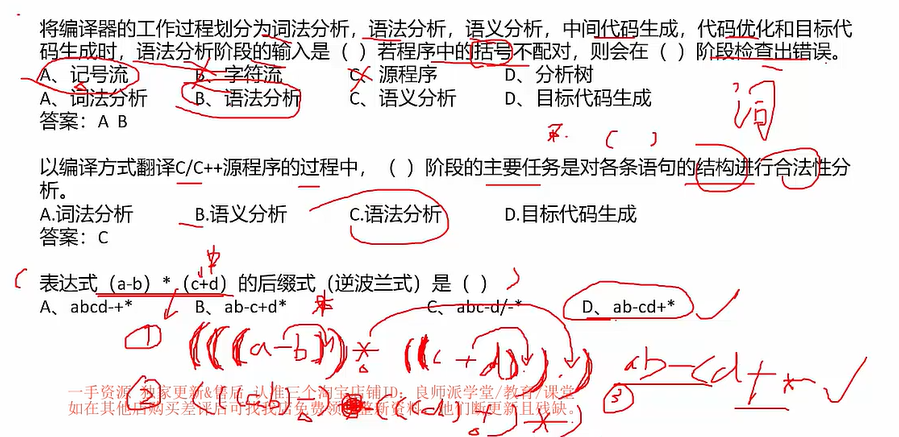 将编译器的工作过程划分为词法分析，语法分析，语义分析，中间代码生成，代码优化和目标代
码生成时，语法分析阶段的输入是（ ）若程序中的括号不配对，则会在（ ）阶段检查出错误。
A、记号流 B、字符流 C、源程序 D、分析树
A、词法分析 B、语法分析 C、语义分析 D、目标代码生成
词
答案：A B
( )
以编译方式翻译C/C++源程序的过程中，（ ）阶段的主要任务是对各条语句的结构进行合法性分
析。
A.词法分析 B.语义分析 C.语法分析 D.目标代码生成
答案：C
中
表达式（a-b）*（c+d）的后缀式（逆波兰式）是（ ）
A、abcd-+* B、ab-c+d* C、abc-d/-* D、ab-cd+*
① ((((a-b))*((c+d)))
ab-cd+*
一手资源 独家更新&售后 认准三个淘宝店铺ID：良师派学堂/教育/课堂
② ③
如在其他店购买差评后可找我店免费领 整新资料 他们断更新且残缺。